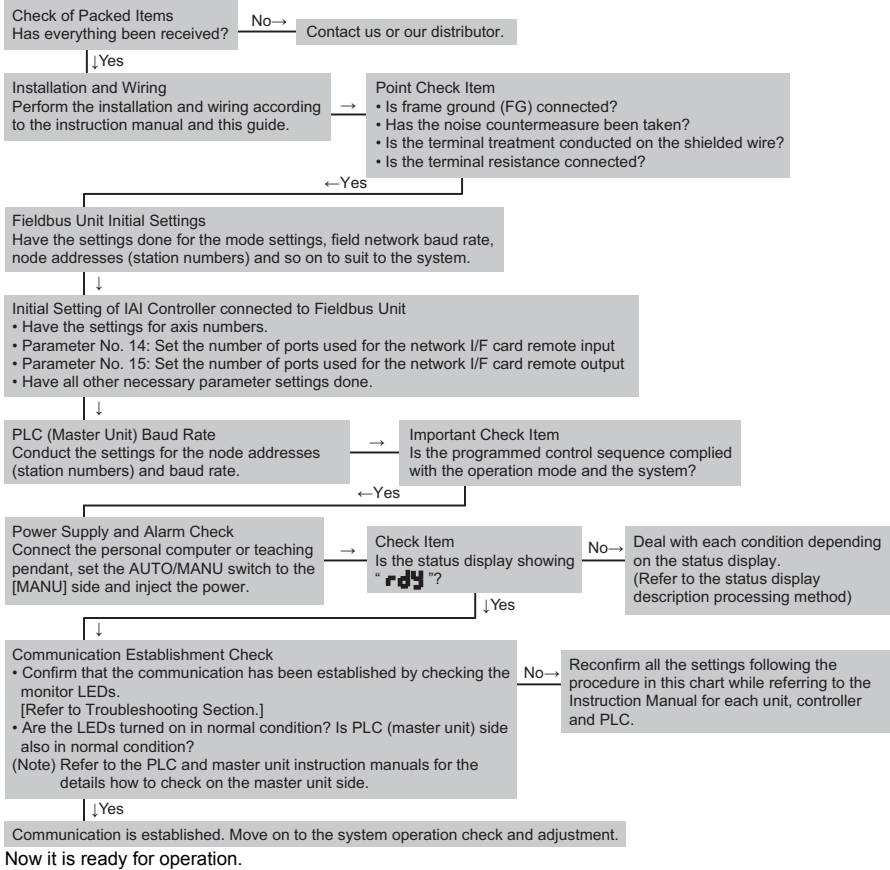 Check of Packed Items
Has everything been received?
No→
Contact us or our distributor.
↓Yes
Installation and Wiring
Perform the installation and wiring according
to the instruction manual and this guide.
→
Point Check Item
• Is frame ground (FG) connected?
• Has the noise countermeasure been taken?
• Is the terminal treatment conducted on the shielded wire?
• Is the terminal resistance connected?
←Yes
Fieldbus Unit Initial Settings
Have the settings done for the mode settings, field network baud rate,
node addresses (station numbers) and so on to suit to the system.
↓
Initial Setting of IAI Controller connected to Fieldbus Unit
• Have the settings for axis numbers.
• Parameter No. 14: Set the number of ports used for the network I/F card remote input
• Parameter No. 15: Set the number of ports used for the network I/F card remote output
• Have all other necessary parameter settings done.
↓
PLC (Master Unit) Baud Rate
Conduct the settings for the node addresses
(station numbers) and baud rate.
→
Important Check Item
Is the programmed control sequence complied
with the operation mode and the system?
←Yes
Power Supply and Alarm Check
Connect the personal computer or teaching
pendant, set the AUTO/MANU switch to the
[MANU] side and inject the power.
→
Check Item
Is the status display showing
“ rdy ”?
No→
Deal with each condition depending
on the status display.
(Refer to the status display
description processing method)
↓Yes
↓
Communication Establishment Check
• Confirm that the communication has been established by checking the
monitor LEDs.
[Refer to Troubleshooting Section.]
• Are the LEDs turned on in normal condition? Is PLC (master unit) side
also in normal condition?
(Note) Refer to the PLC and master unit instruction manuals for the
details how to check on the master unit side.
No→
Reconfirm all the settings following the
procedure in this chart while referring to the
Instruction Manual for each unit, controller
and PLC.
↓Yes
Communication is established. Move on to the system operation check and adjustment.
Now it is ready for operation.